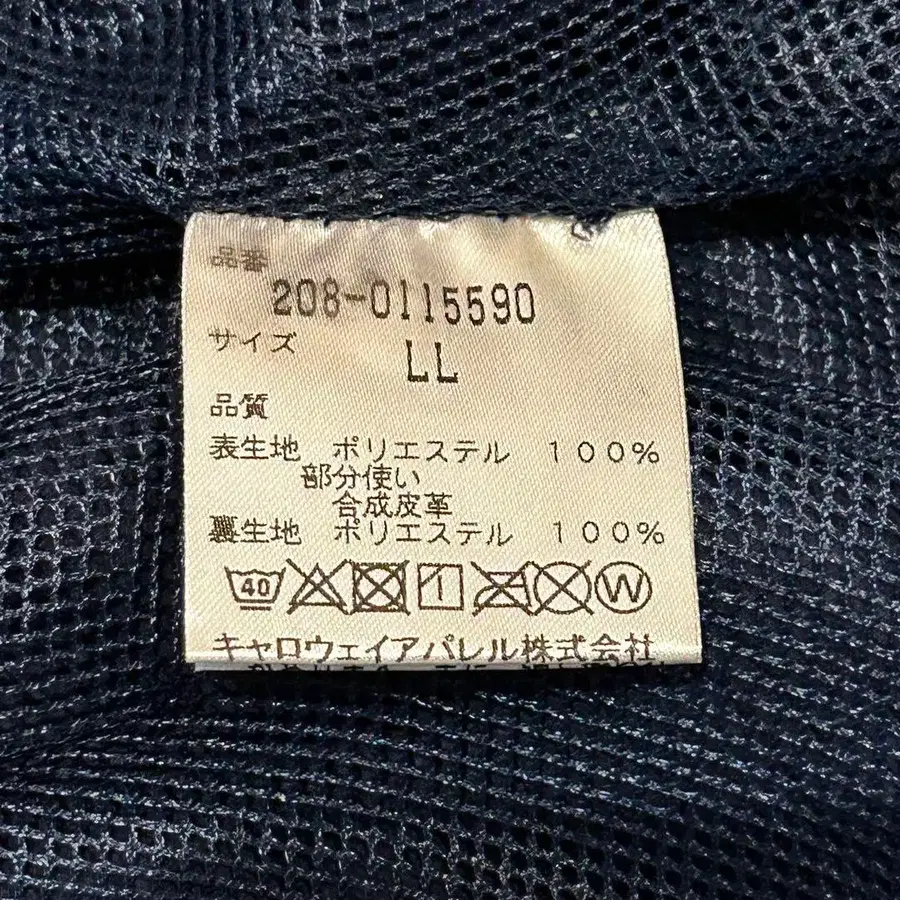 品番
208-0115590
サイズ
LL
品質
表生地 ポリエステル 100%
部分使い
合成皮革
裏生地 ポリエステル 100%
40 W
キャロウェイアパレル株式会社